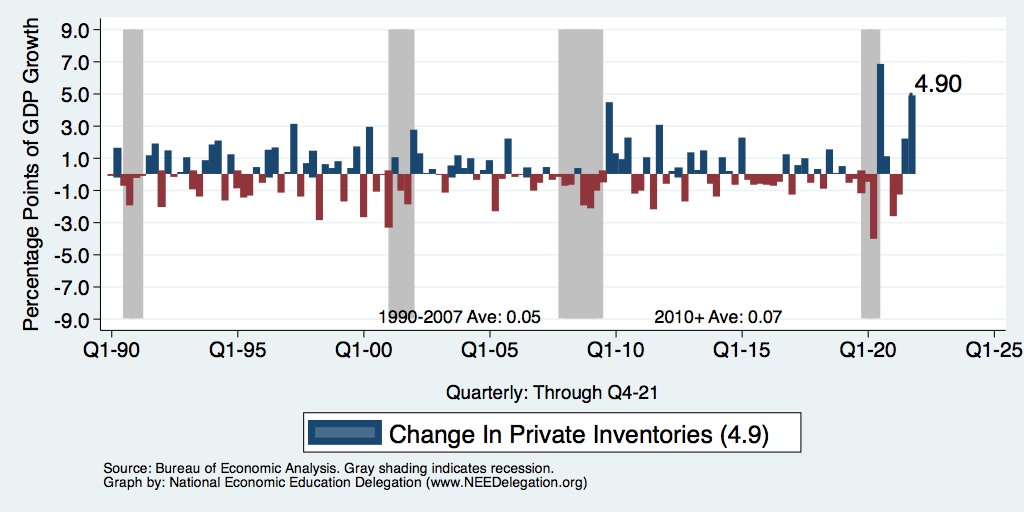 Percentage Points of GDP Growth
9.0
7.0
5.0
3.0
1.0
-1.0
-3.0
-5.0
-7.0
-9.0
4.90
1990-2007 Ave: 0.05
2010+ Ave: 0.07
Q1-90 Q1-95 Q1-00 Q1-05 Q1-10 Q1-15 Q1-20 Q1-25
Quarterly: Through Q4-21
Change In Private Inventories (4.9)
Source: Bureau of Economic Analysis. Gray shading indicates recession.
Graph by: National Economic Education Delegation (www.NEEDelegation.org)